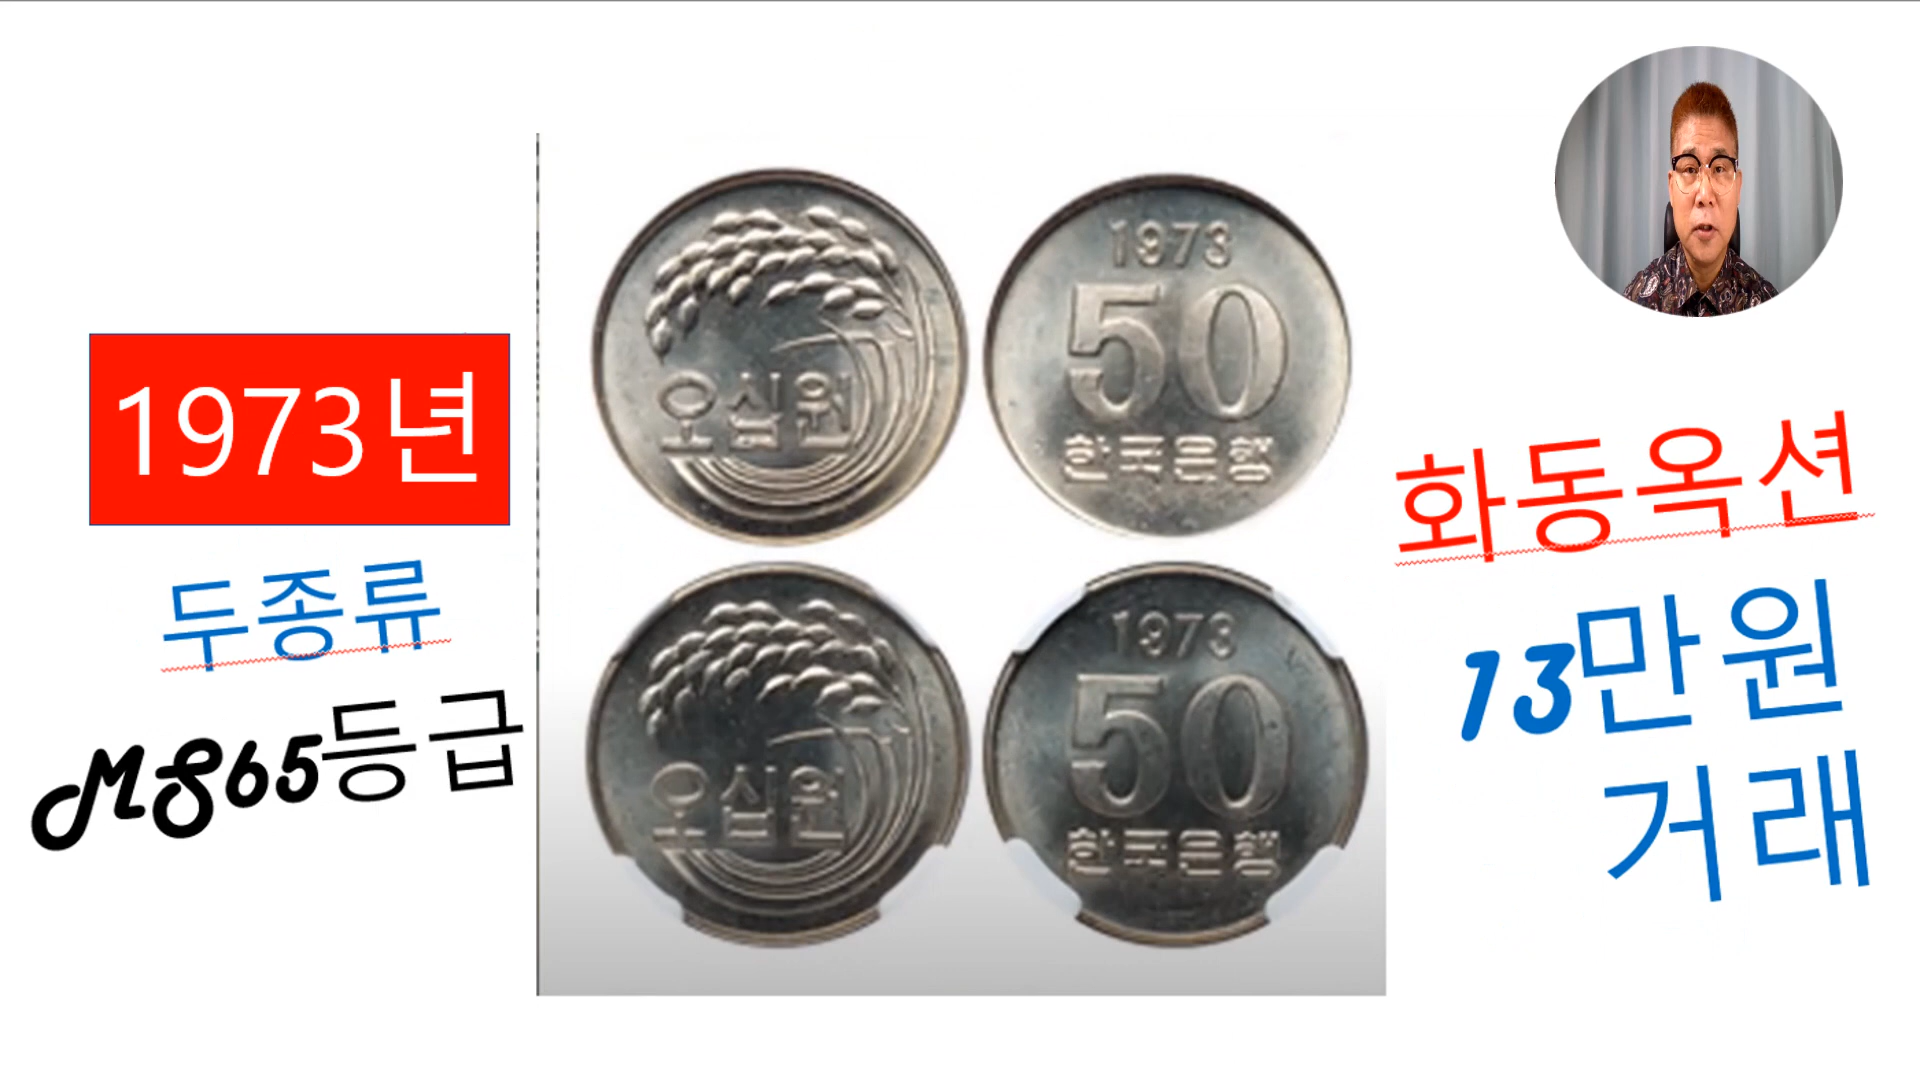 1973년
두종류
MS65등급
오십원
1973
50
한국은행
오십원
1973
50
한국은행
화동옥션
13만원
거래